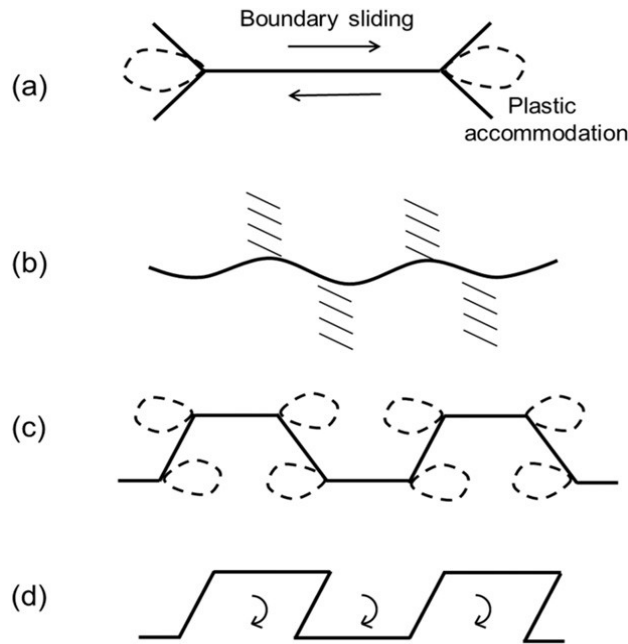 Boundary sliding
(a)
Plastic
accommodation
(b)
(c)
(d)